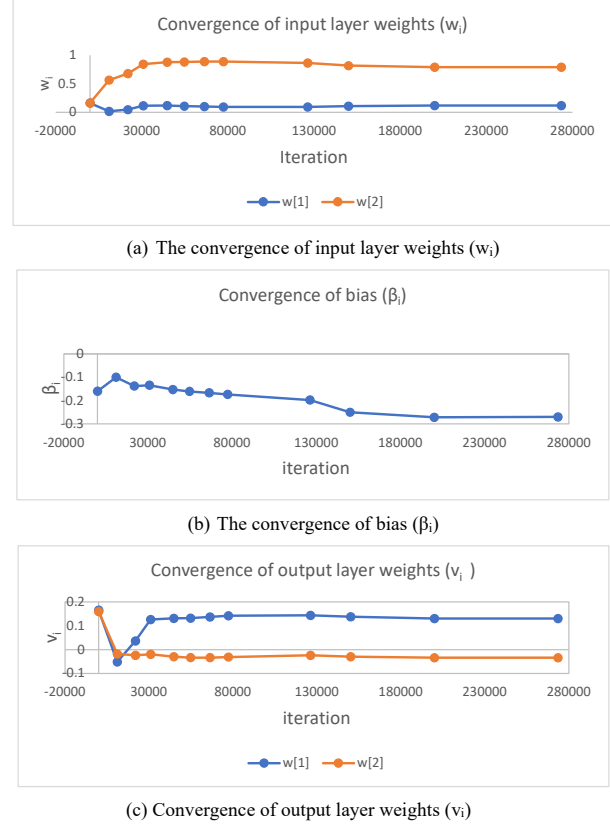 Convergence of input layer weights (wᵢ)
1
0.5
0
wᵢ
-20000 30000 80000 130000 180000 230000 280000
Iteration
w[1] w[2]
(a) The convergence of input layer weights (wᵢ)
Convergence of bias (βᵢ)
0
-0.1
-0.2
-0.3
βᵢ
-20000 30000 80000 130000 180000 230000 280000
iteration
(b) The convergence of bias (βᵢ)
Convergence of output layer weights (vᵢ )
0.2
0.1
0
-0.1
vᵢ
-20000 30000 80000 130000 180000 230000 280000
iteration
w[1] w[2]
(c) Convergence of output layer weights (vᵢ)